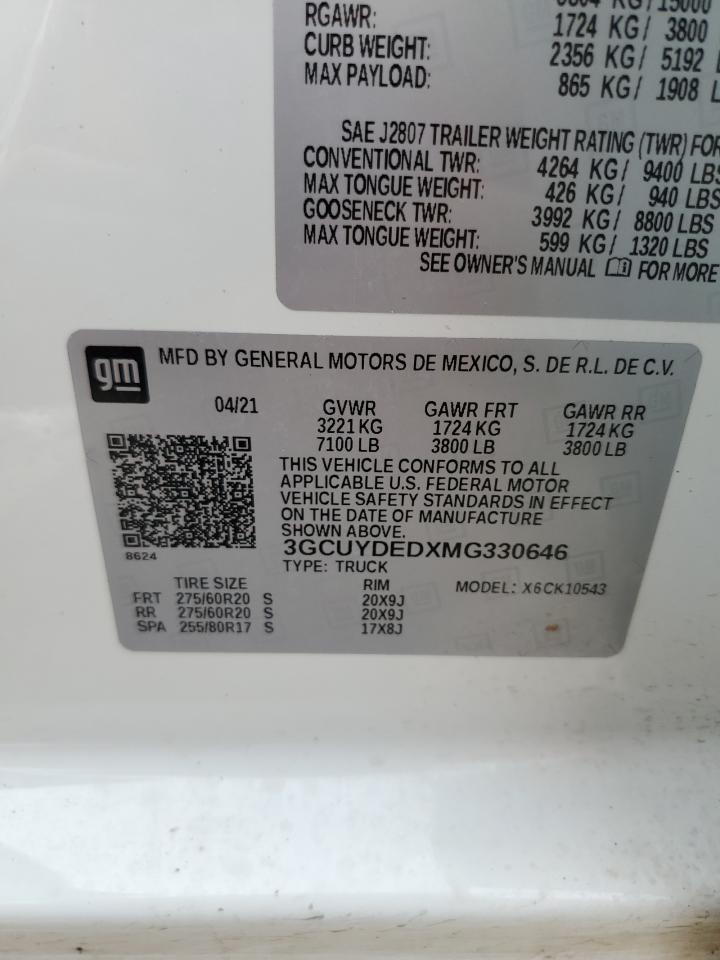 KG/15000
RGAWR: 1724 KG/ 3800
CURB WEIGHT: 2356 KG/ 5192
MAX PAYLOAD: 865 KG/ 1908 L
SAE J2807 TRAILER WEIGHT RATING (TWR) FOR
CONVENTIONAL TWR: 4264 KG/ 9400 LBS
MAX TONGUE WEIGHT: 426 KG/ 940 LBS
GOOSENECK TWR: 3992 KG/ 8800 LBS
MAX TONGUE WEIGHT: 599 KG/ 1320 LBS
SEE OWNER'S MANUAL FOR MORE
gm MFD BY GENERAL MOTORS DE MEXICO, S. DE R.L. DE C.V.
04/21 GVWR GAWR FRT GAWR RR
3221 KG 1724 KG 1724 KG
7100 LB 3800 LB 3800 LB
THIS VEHICLE CONFORMS TO ALL
APPLICABLE U.S. FEDERAL MOTOR
VEHICLE SAFETY STANDARDS IN EFFECT
ON THE DATE OF MANUFACTURE
SHOWN ABOVE.
8624 3GCUYDEDXMG330646
TYPE: TRUCK
TIRE SIZE RIM MODEL: X6CK10543
FRT 275/60R20 S 20X9J
RR 275/60R20 S 20X9J
SPA 255/80R17 S 17X8J